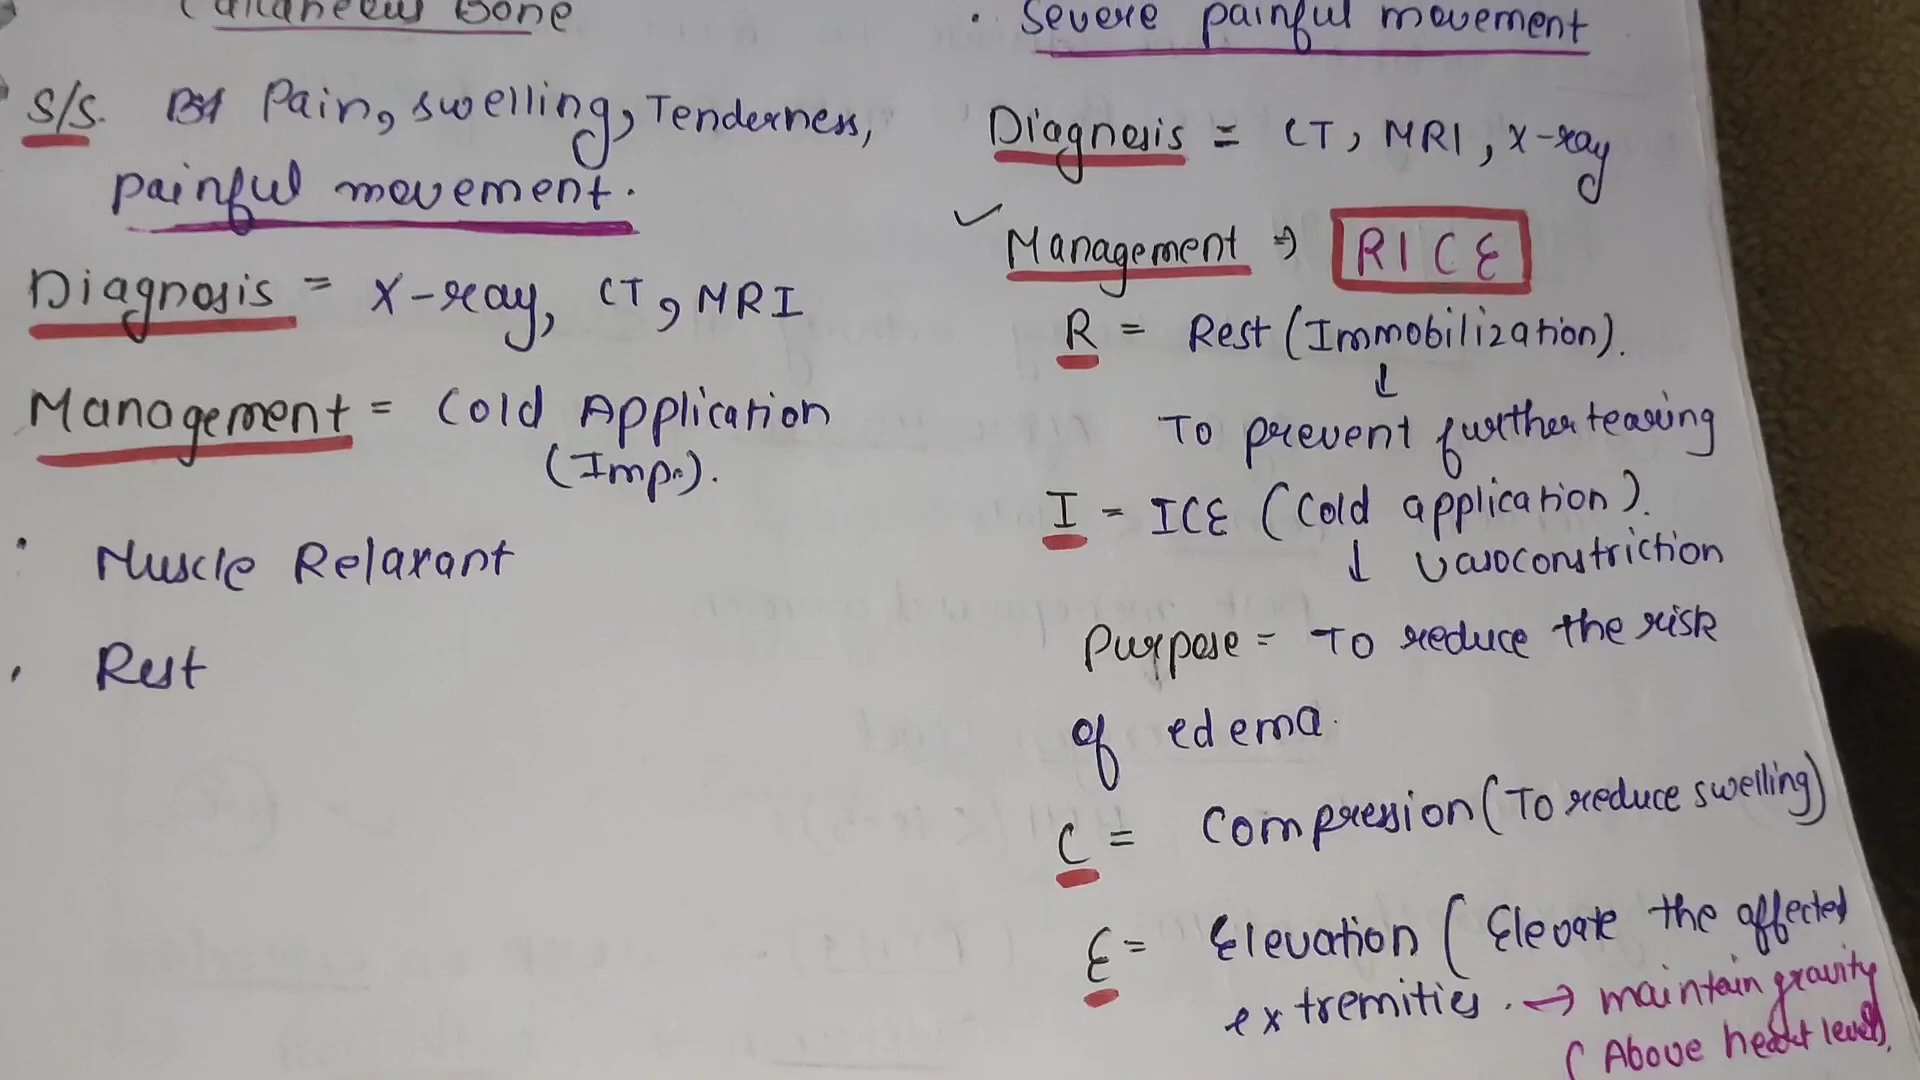 Calcaneus Bone
S/S. Pain, swelling, Tenderness,
painful movement.
Diagnosis = X-ray, CT, MRI
Management = Cold Application
(Imp.).
• Muscle Relaxant
• Rest
• Severe painful movement
Diagnosis = CT, MRI, X-ray
✓ Management ⇒ RICE
R = Rest (Immobilization).
↓
To prevent further tearing
I = ICE (Cold application).
↓ Vasoconstriction
Purpose = To reduce the risk
of edema.
C = Compression (To reduce swelling)
E = Elevation ( Elevate the affected
extremities. → maintain gravity
( Above heart level).